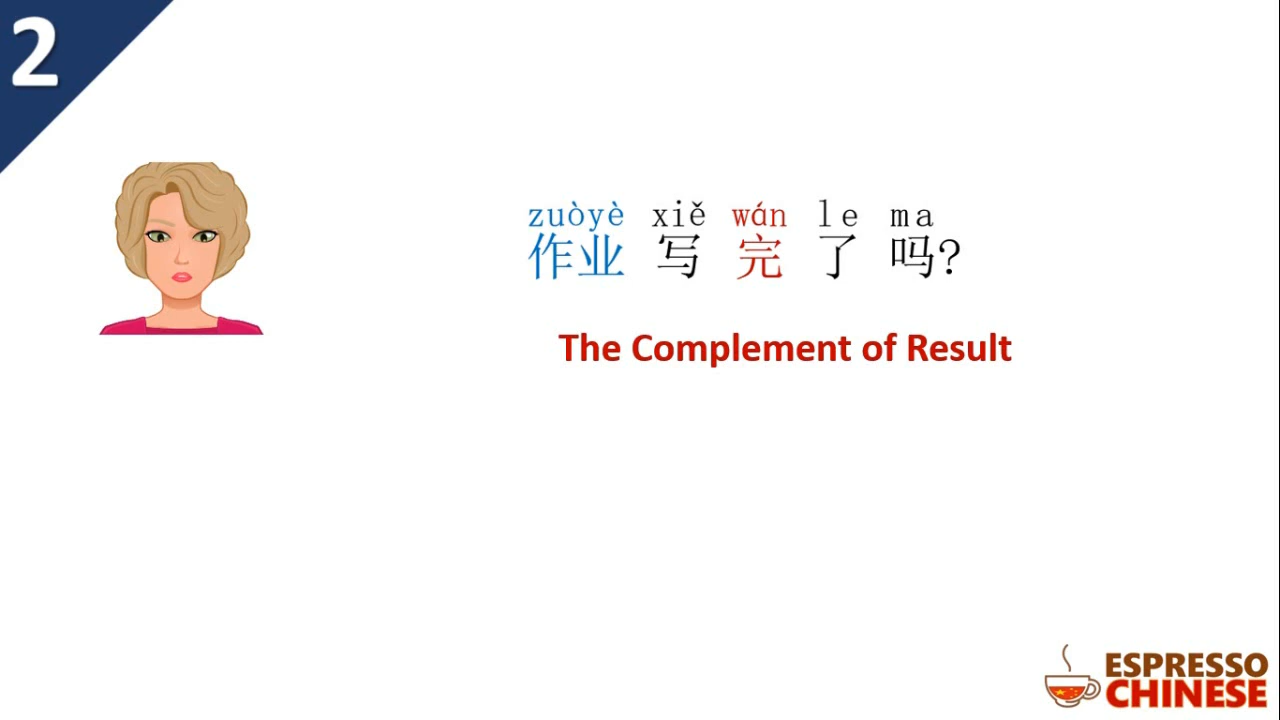 2
zuòyè xiě wán le ma
作业 写 完 了 吗?
The Complement of Result
ESPRESSO
CHINESE